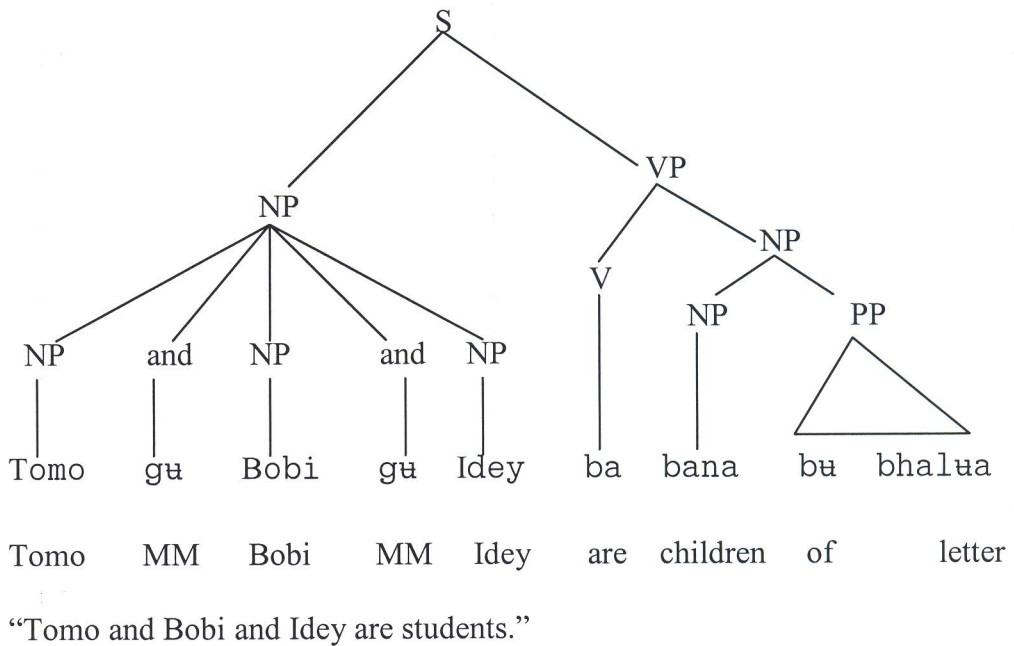 S
VP
NP
NP
V
NP PP
NP and NP and NP
Tomo gʉ Bobi gʉ Idey ba bana bʉ bhalʉa
Tomo MM Bobi MM Idey are children of letter
“Tomo and Bobi and Idey are students.”